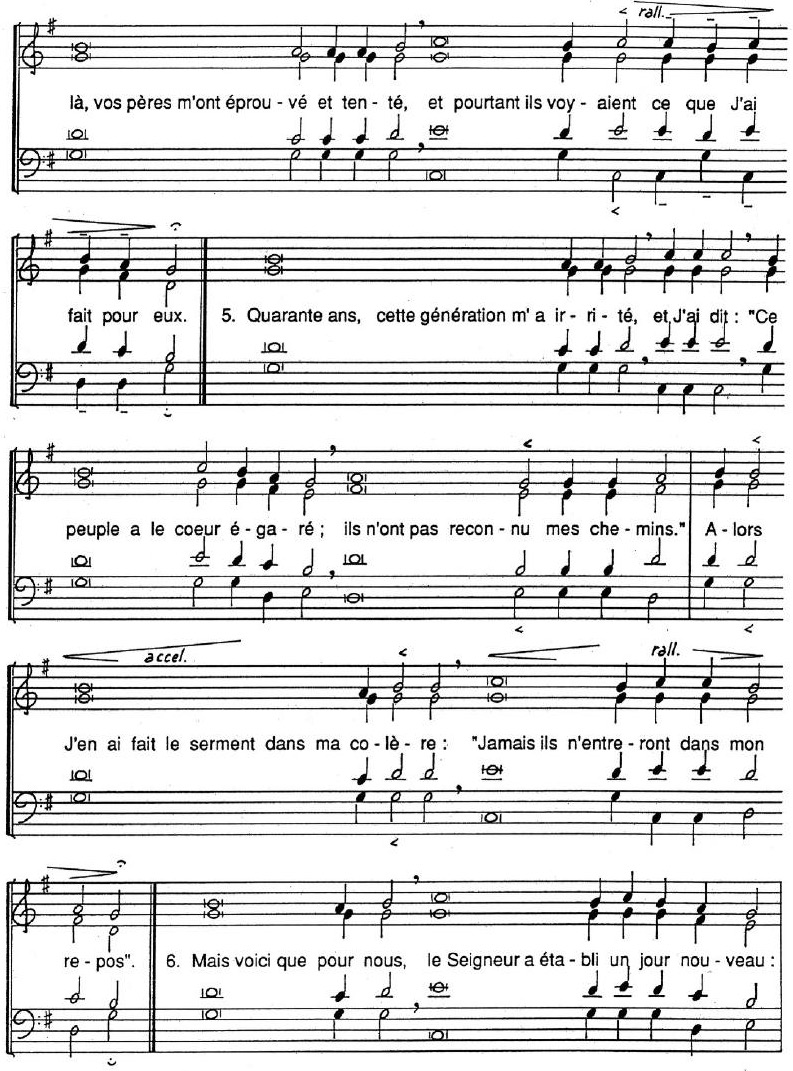 rall.
là, vos pères m'ont éprou - vé et ten - té, et pourtant ils voy - aient ce que J'ai
fait pour eux. 5. Quarante ans, cette génération m' a ir - ri - té, et J'ai dit : "Ce
peuple a le coeur é - ga - ré ; ils n'ont pas recon - nu mes che - mins." A - lors
accel. rall.
J'en ai fait le serment dans ma co - lè - re : "Jamais ils n'entre - ront dans mon
re - pos". 6. Mais voici que pour nous, le Seigneur a éta - bli un jour nou - veau :